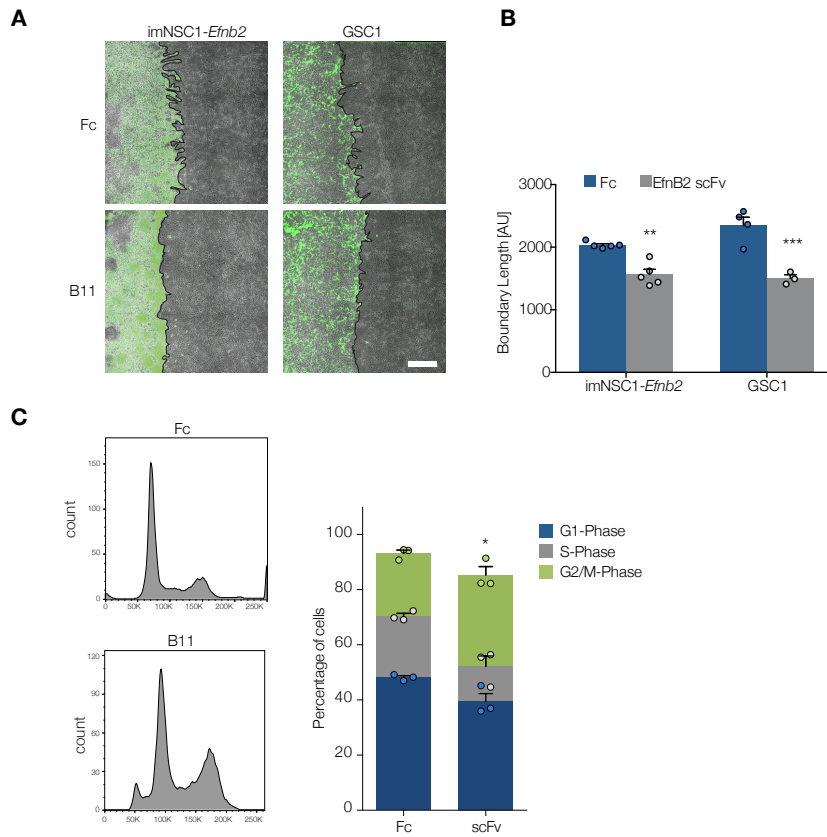 A
imNSC1-Efnb2
GSC1
Fc
B11
B
Fc
EfnB2 scFv
3000
2000
1000
0
Boundary Length [AU]
**
***
imNSC1-Efnb2
GSC1
C
Fc
150
100
50
0
count
0
50K
100K
150K
200K
250K
B11
120
90
60
30
0
count
0
50K
100K
150K
200K
250K
100
80
60
40
20
0
Percentage of cells
*
Fc
scFv
G1-Phase
S-Phase
G2/M-Phase